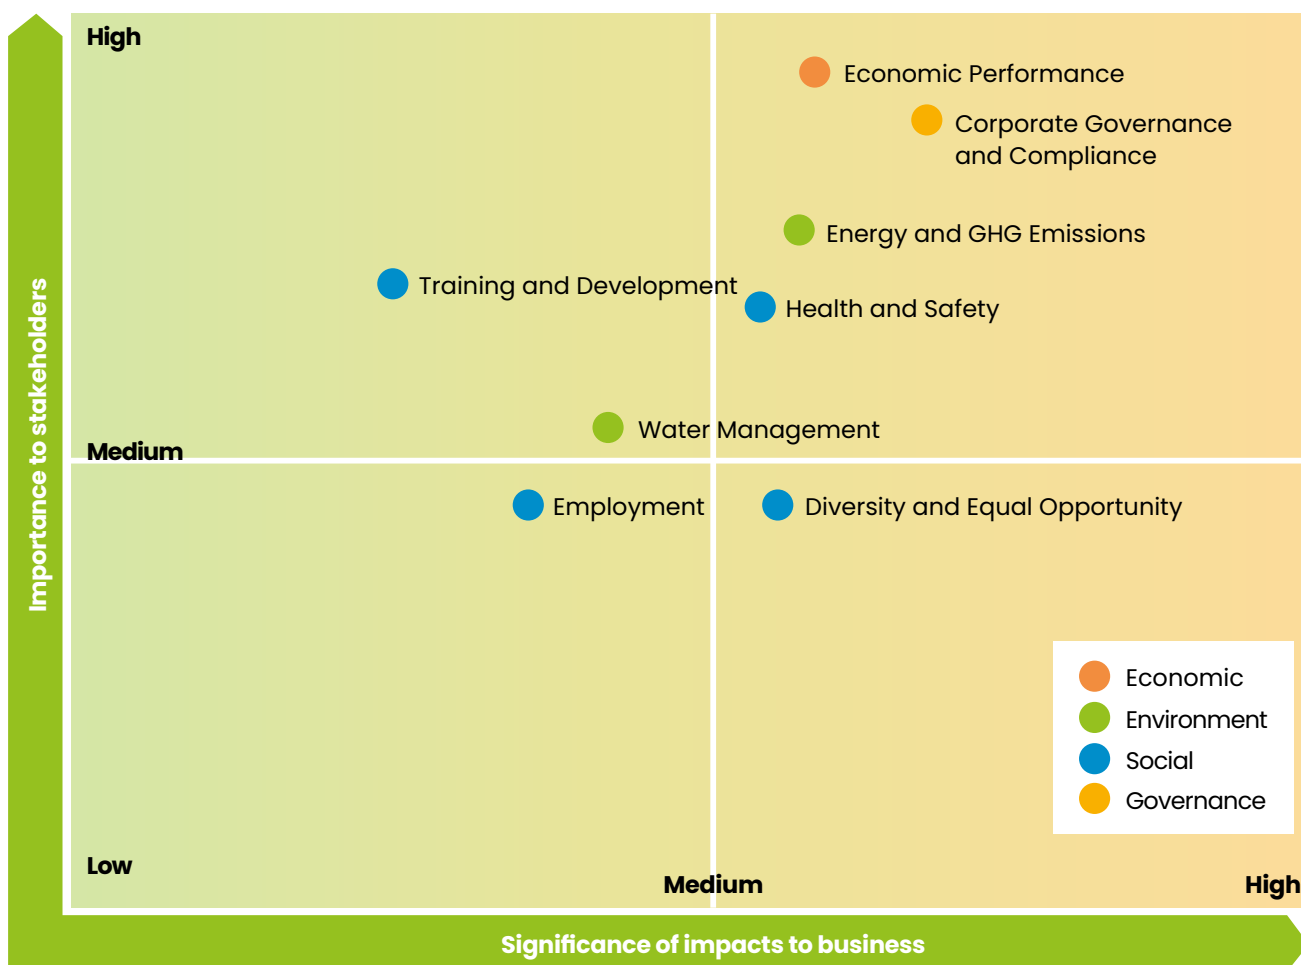 High
Economic Performance
Corporate Governance
and Compliance
Energy and GHG Emissions
Training and Development
Health and Safety
Water Management
Medium
Employment
Diversity and Equal Opportunity
Importance to stakeholders
Economic
Environment
Social
Governance
Low
Medium
High
Significance of impacts to business